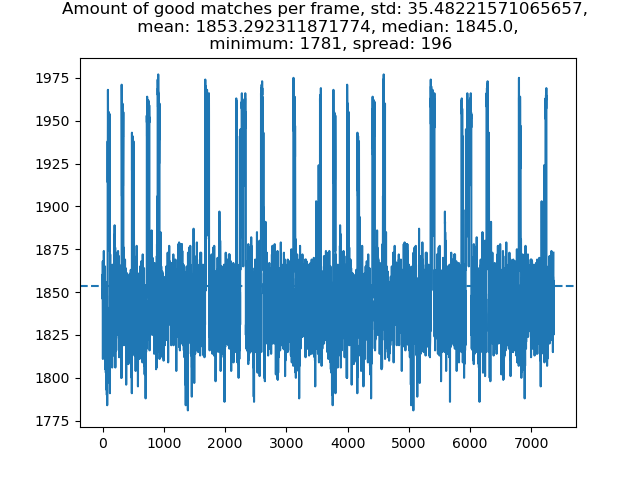 Amount of good matches per frame, std: 35.48221571065657,
mean: 1853.292311871774, median: 1845.0,
minimum: 1781, spread: 196
1975
1950
1925
1900
1875
1850
1825
1800
1775
0 1000 2000 3000 4000 5000 6000 7000